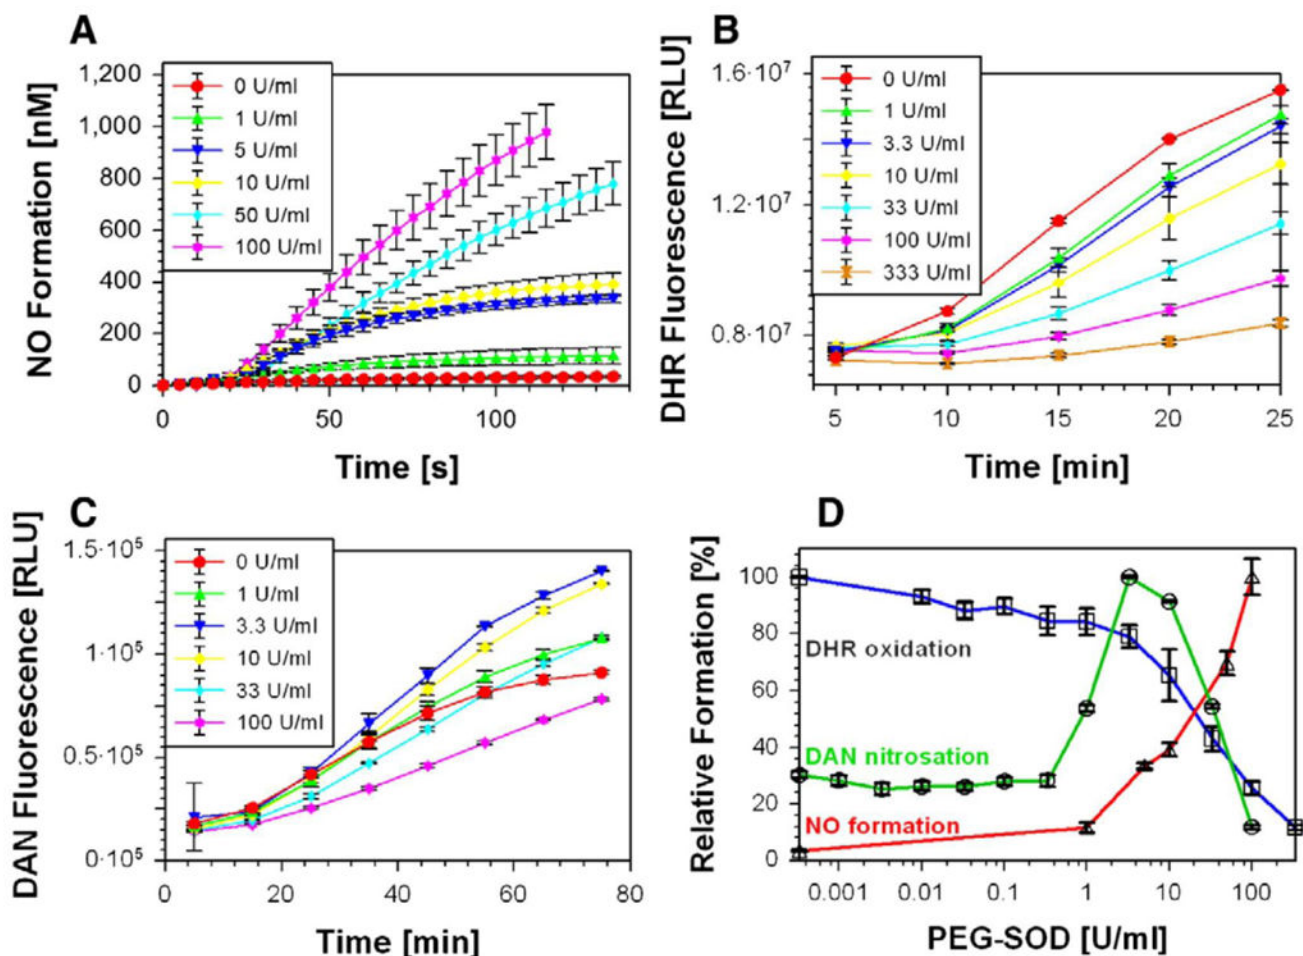 A
NO Formation [nM]
1,200
1,000
800
600
400
200
0
0 U/ml
1 U/ml
5 U/ml
10 U/ml
50 U/ml
100 U/ml
0
50
100
Time [s]
B
DHR Fluorescence [RLU]
1.6·10⁷
1.2·10⁷
0.8·10⁷
0 U/ml
1 U/ml
3.3 U/ml
10 U/ml
33 U/ml
100 U/ml
333 U/ml
5
10
15
20
25
Time [min]
C
DAN Fluorescence [RLU]
1.5·10⁵
1·10⁵
0.5·10⁵
0·10⁵
0 U/ml
1 U/ml
3.3 U/ml
10 U/ml
33 U/ml
100 U/ml
0
20
40
60
80
Time [min]
D
Relative Formation [%]
100
80
60
40
20
0
DHR oxidation
DAN nitrosation
NO formation
0.001
0.01
0.1
1
10
100
PEG-SOD [U/ml]